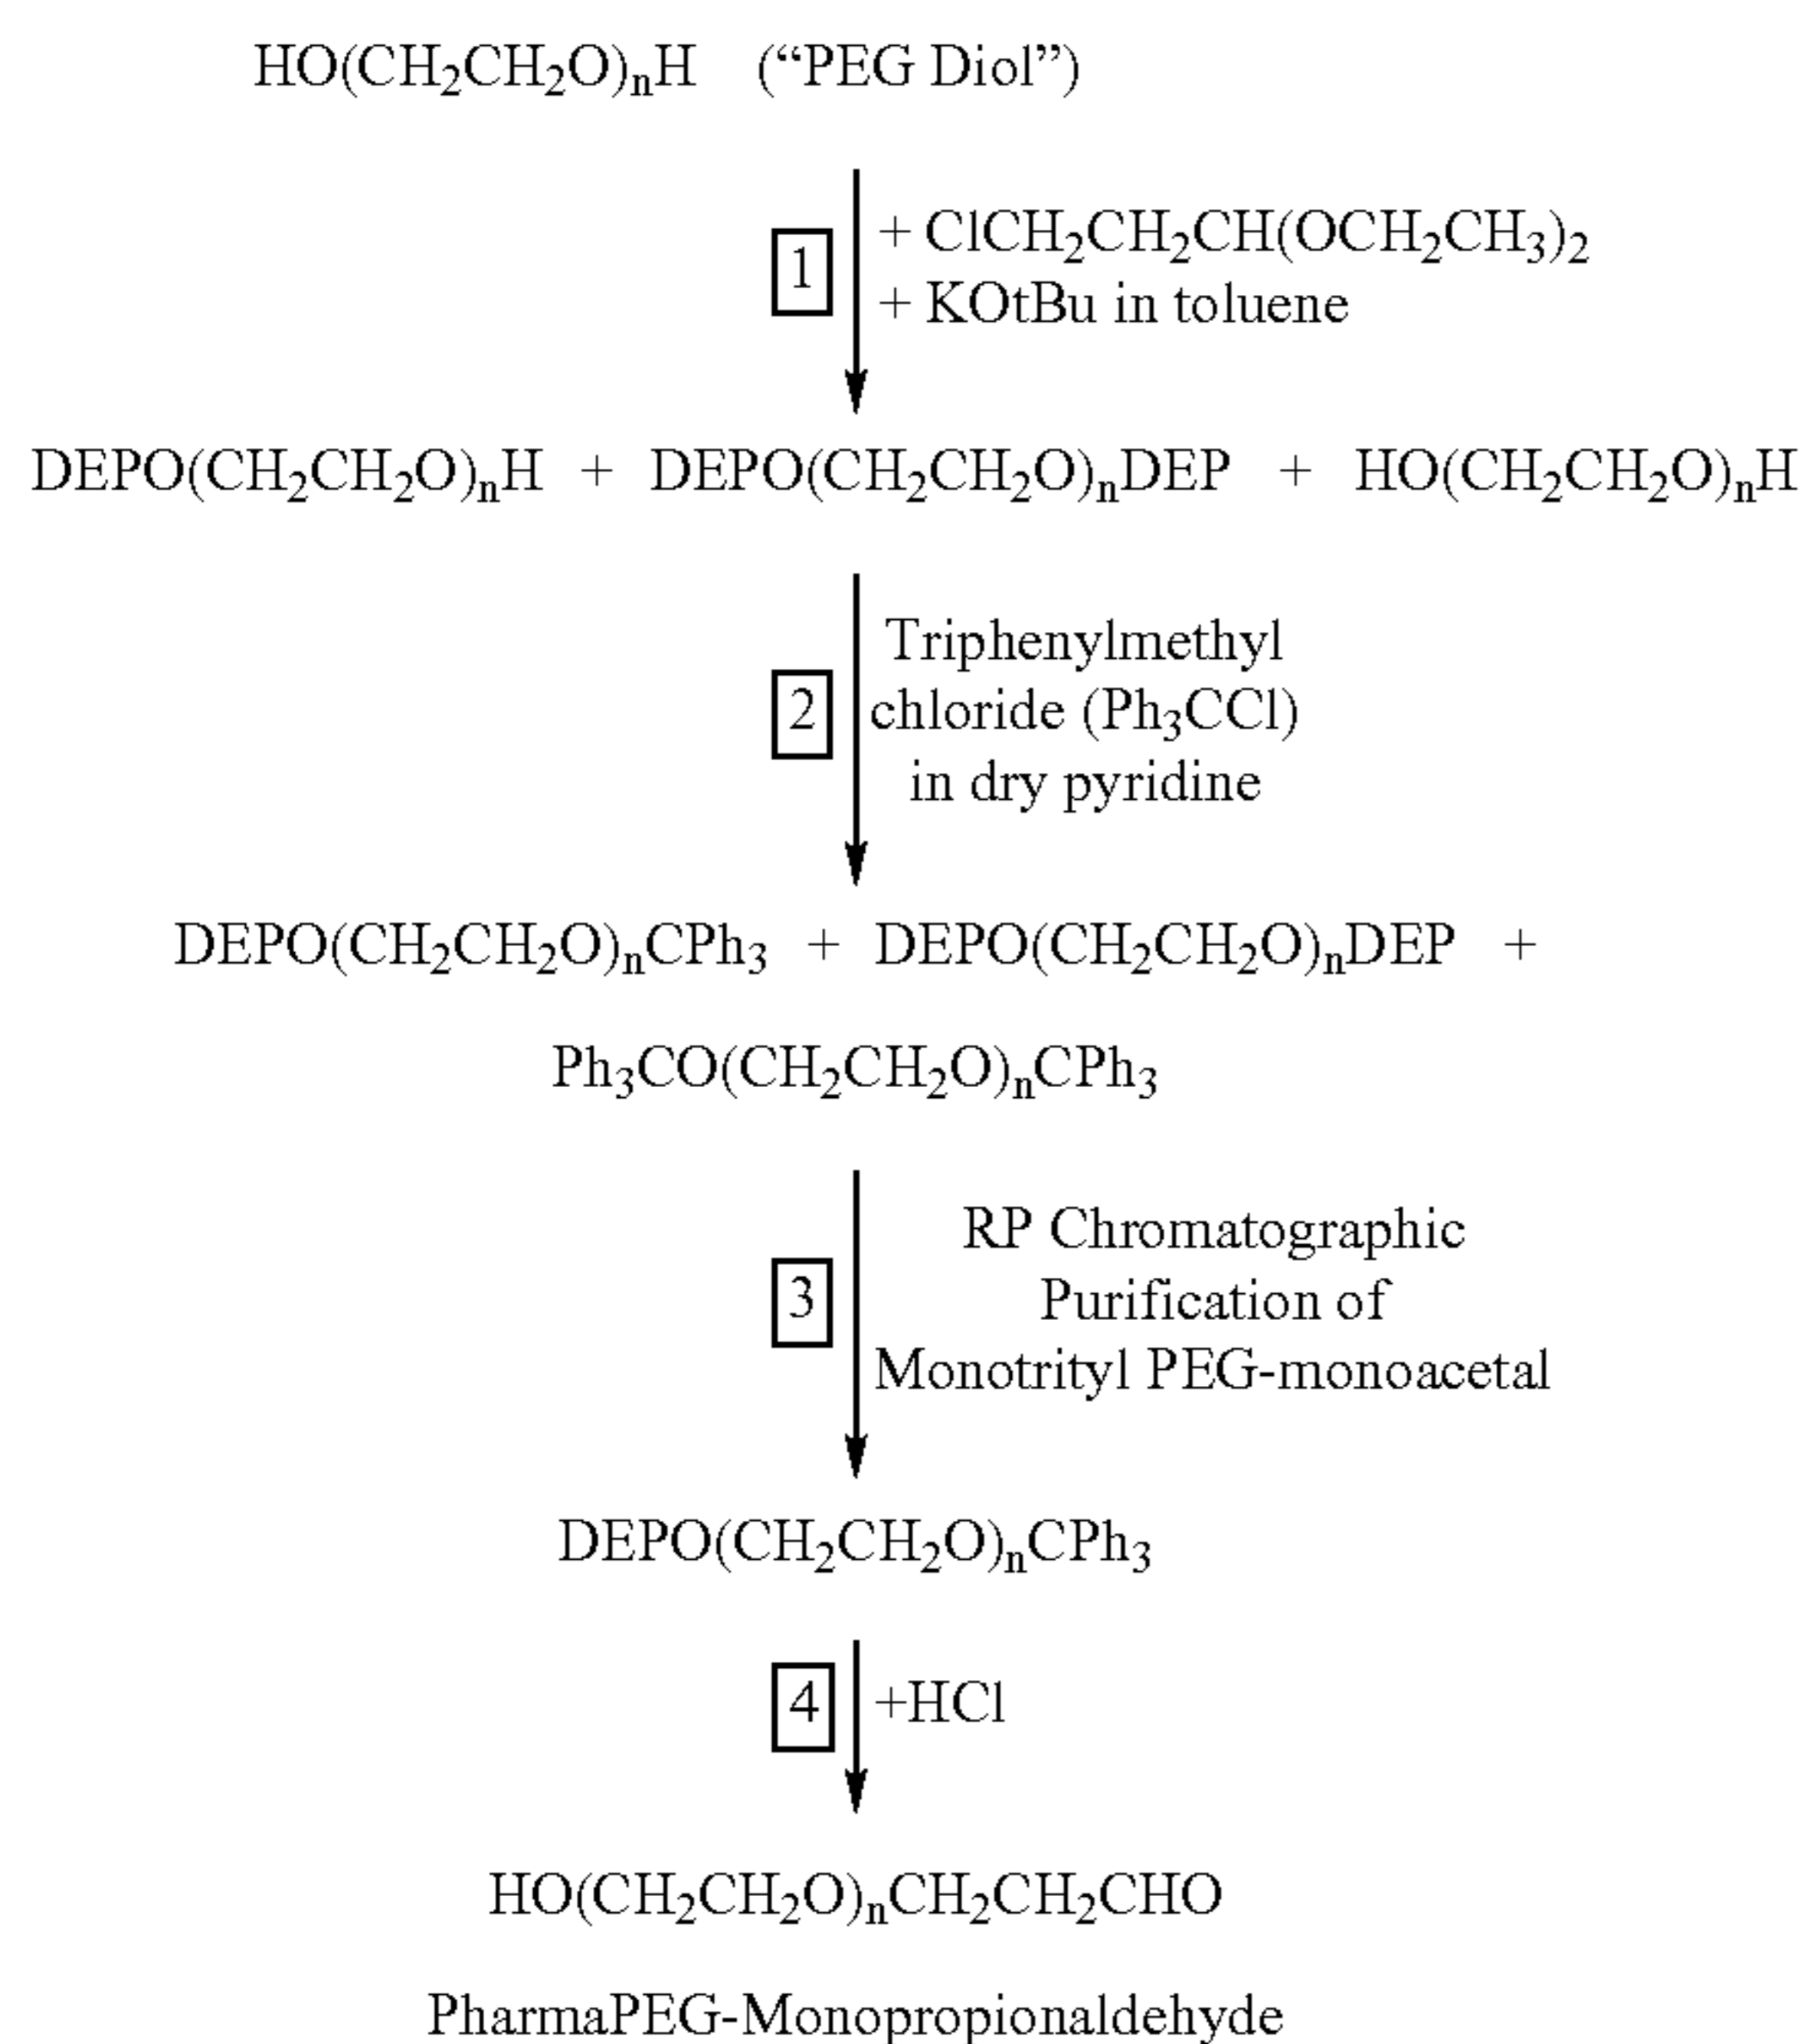 HO(CH₂CH₂O)ₙH (“PEG Diol”)
1
+ ClCH₂CH₂CH(OCH₂CH₃)₂
+ KOtBu in toluene
DEPO(CH₂CH₂O)ₙH + DEPO(CH₂CH₂O)ₙDEP + HO(CH₂CH₂O)ₙH
2
Triphenylmethyl
chloride (Ph₃CCl)
in dry pyridine
DEPO(CH₂CH₂O)ₙCPh₃ + DEPO(CH₂CH₂O)ₙDEP +
Ph₃CO(CH₂CH₂O)ₙCPh₃
3
RP Chromatographic
Purification of
Monotrityl PEG-monoacetal
DEPO(CH₂CH₂O)ₙCPh₃
4
+HCl
HO(CH₂CH₂O)ₙCH₂CH₂CHO
PharmaPEG-Monopropionaldehyde